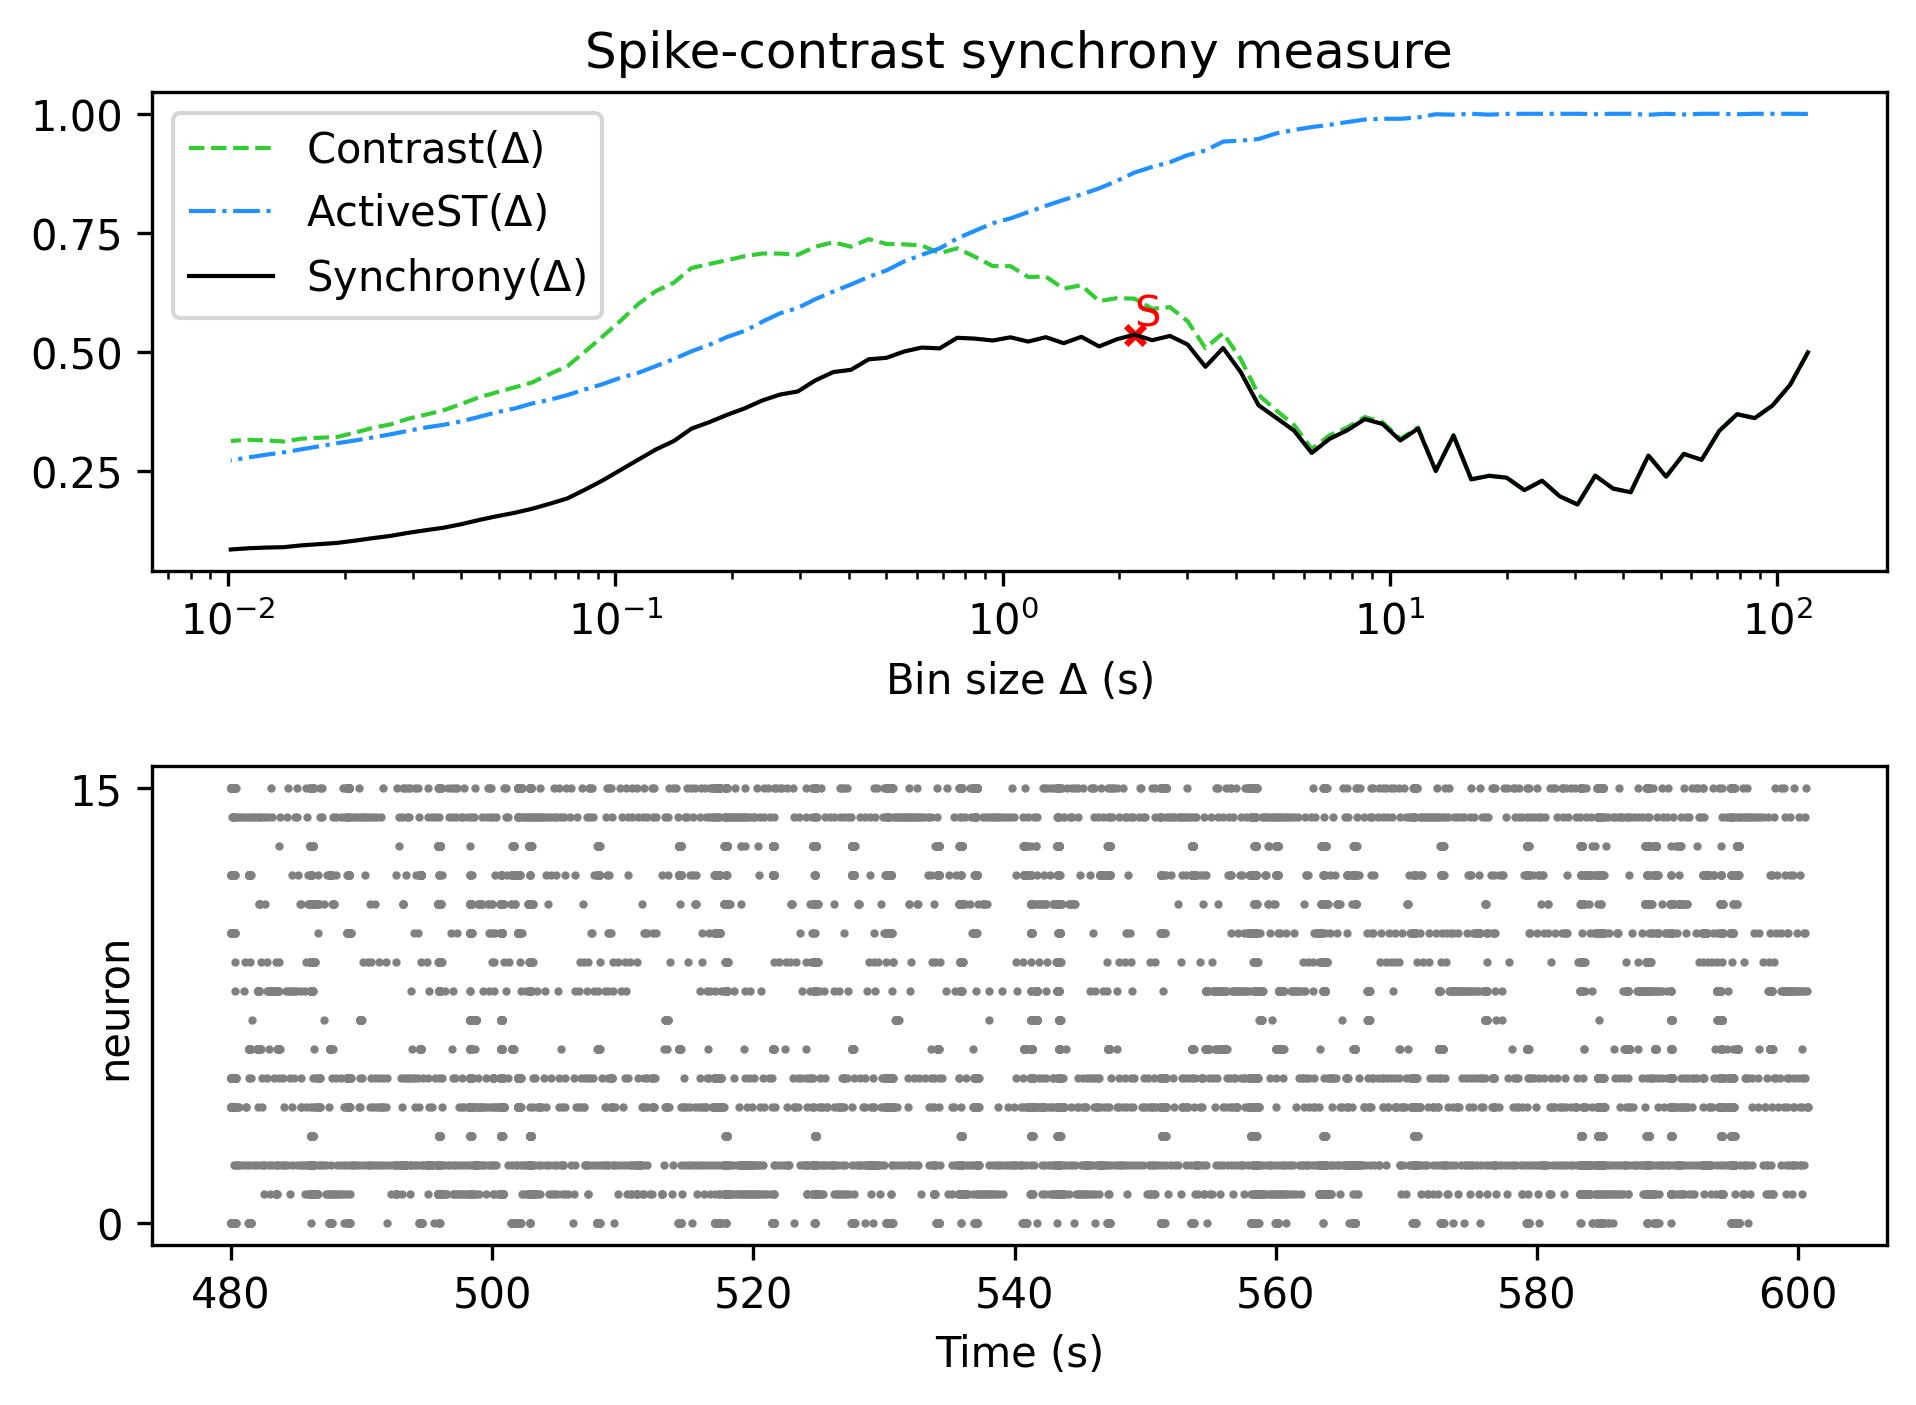 Spike-contrast synchrony measure
1.00
0.75
0.50
0.25
Contrast(Δ)
ActiveST(Δ)
Synchrony(Δ)
S
10⁻² 10⁻¹ 10⁰ 10¹ 10²
Bin size Δ (s)
15
0
neuron
480 500 520 540 560 580 600
Time (s)